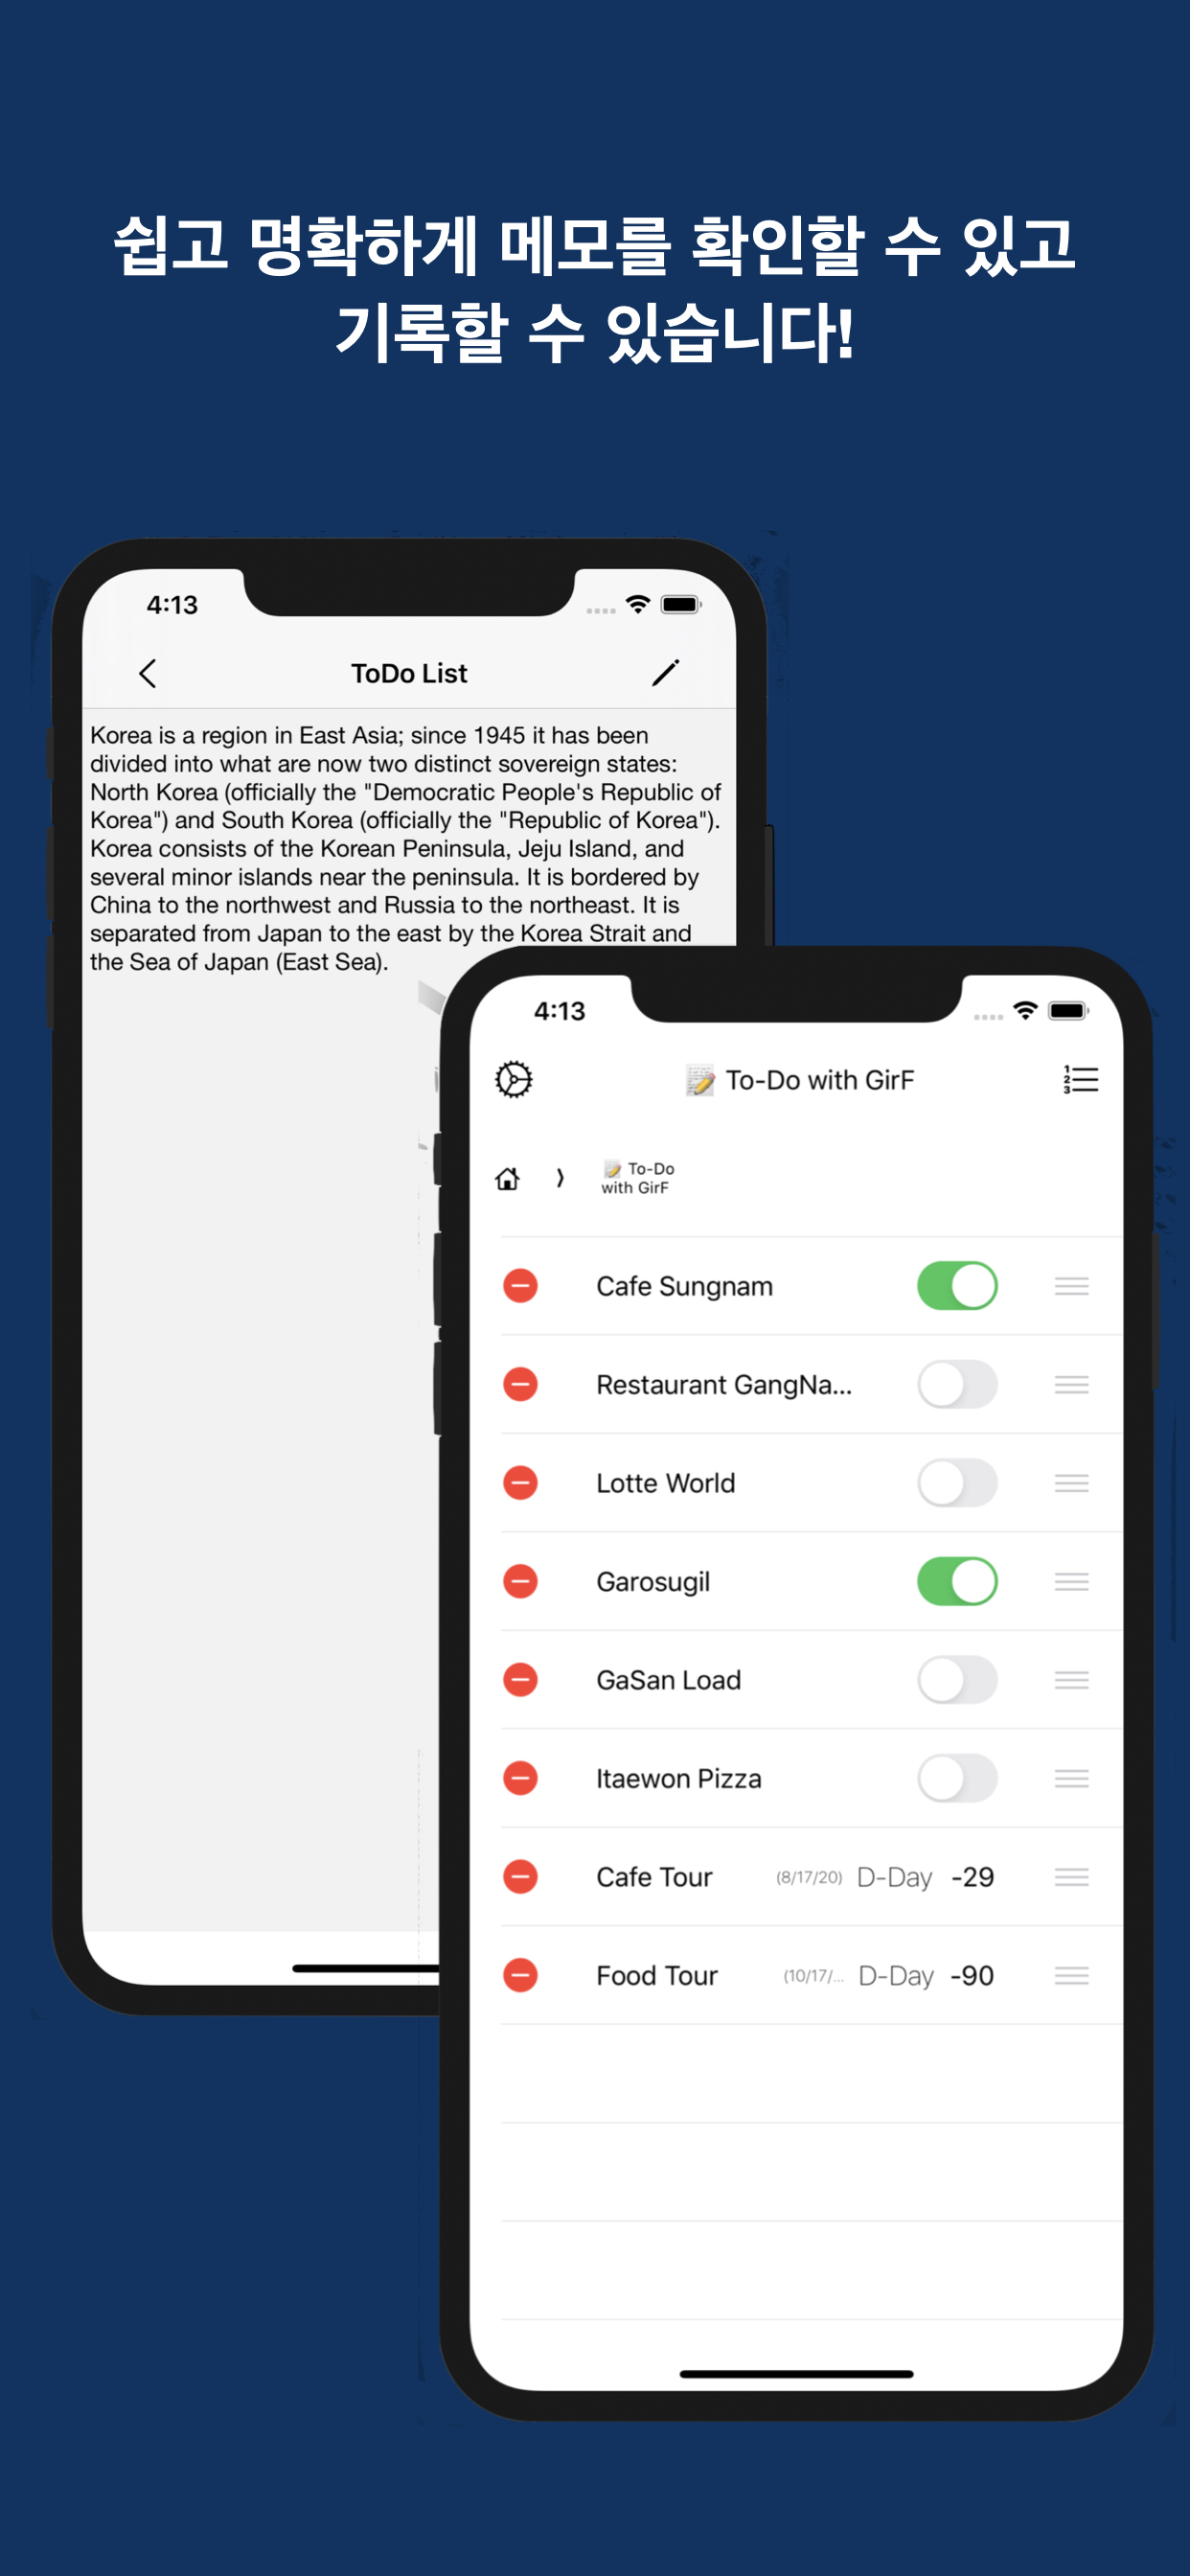 쉽고 명확하게 메모를 확인할 수 있고
기록할 수 있습니다!
4:13
ToDo List
Korea is a region in East Asia; since 1945 it has been
divided into what are now two distinct sovereign states:
North Korea (officially the "Democratic People's Republic of
Korea") and South Korea (officially the "Republic of Korea").
Korea consists of the Korean Peninsula, Jeju Island, and
several minor islands near the peninsula. It is bordered by
China to the northwest and Russia to the northeast. It is
separated from Japan to the east by the Korea Strait and
the Sea of Japan (East Sea).
4:13
📝 To-Do with GirF
📝 To-Do
with GirF
Cafe Sungnam
Restaurant GangNa...
Lotte World
Garosugil
GaSan Load
Itaewon Pizza
Cafe Tour (8/17/20) D-Day -29
Food Tour (10/17/... D-Day -90